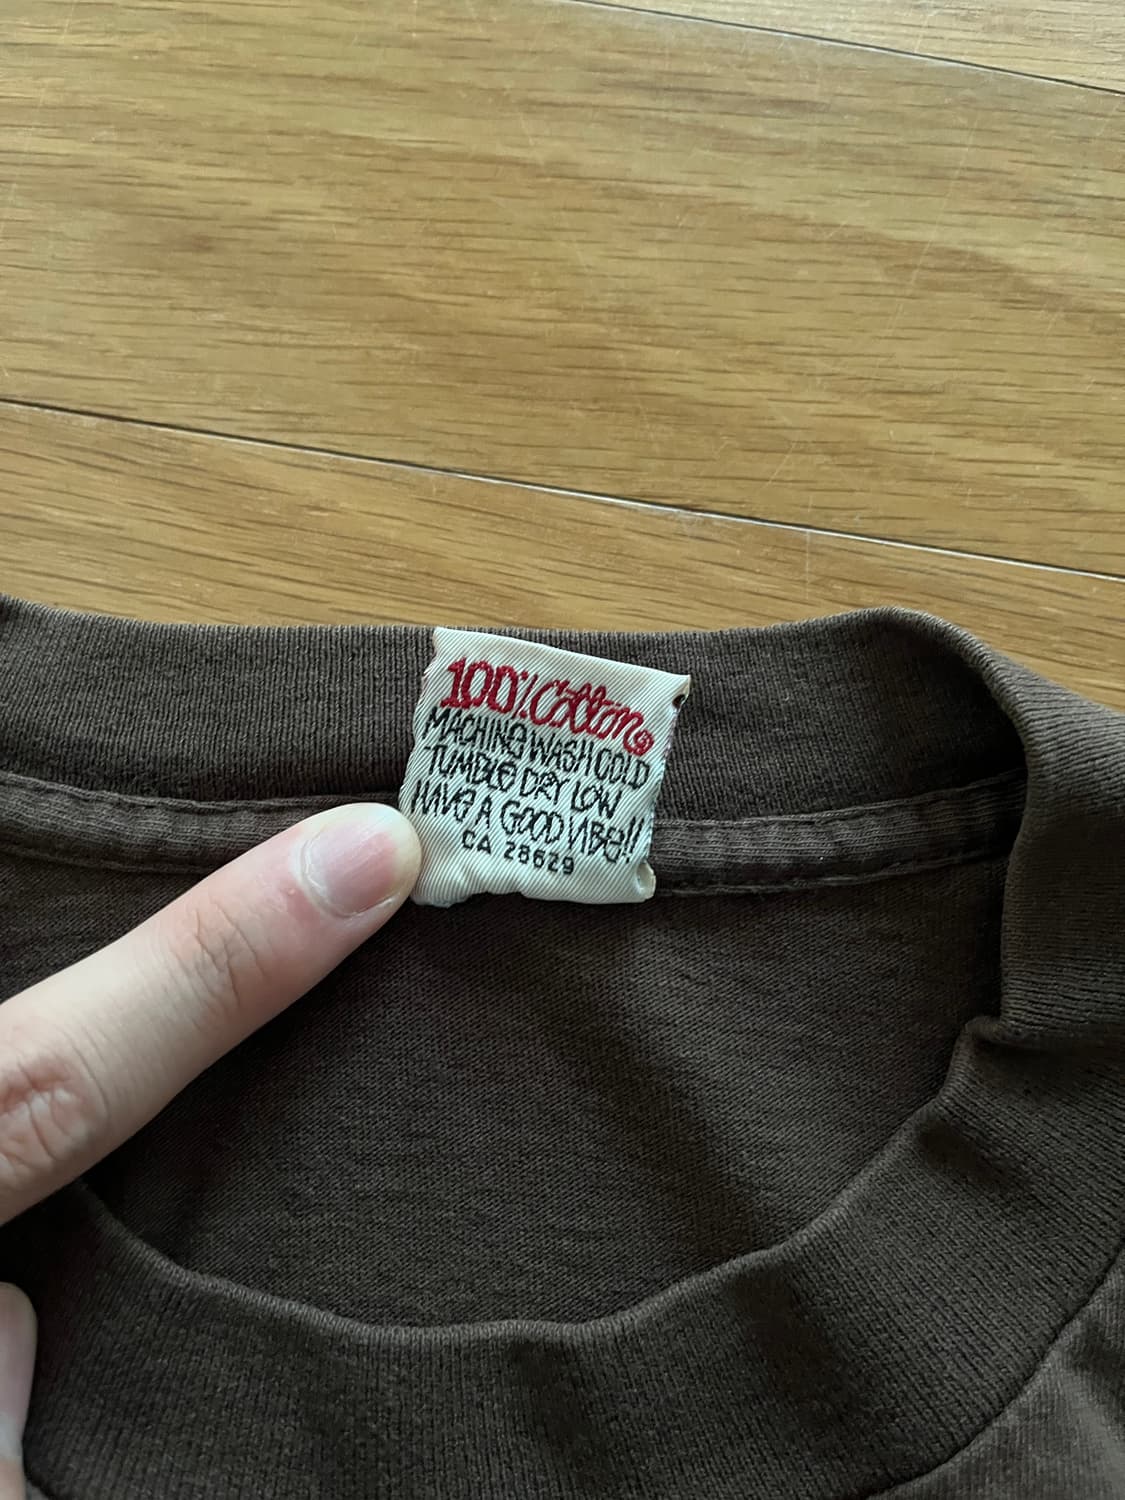 100% Cotton
MACHINE WASH COLD
TUMBLE DRY LOW
HAVE A GOOD VIBE!!
CA 28629